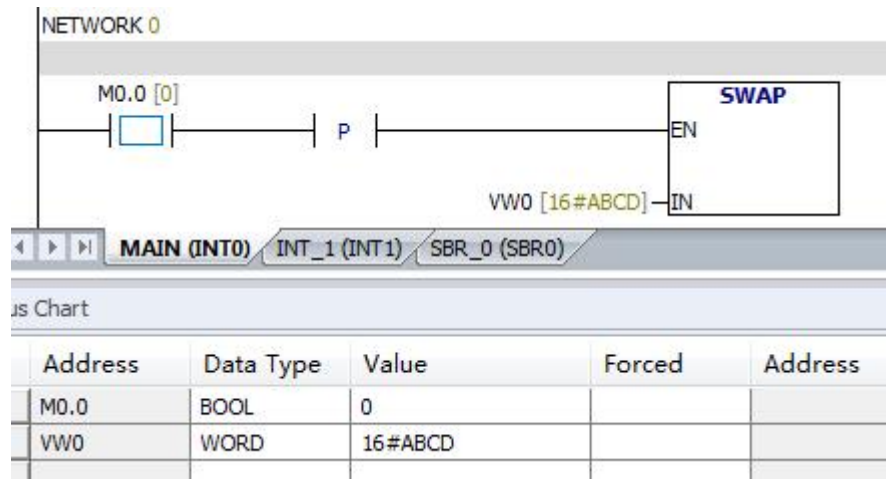 NETWORK 0
M0.0 [0]
SWAP
P
EN
VW0 [16#ABCD]
IN
MAIN (INT0) INT_1 (INT1) SBR_0 (SBR0)
us Chart
Address Data Type Value Forced Address
M0.0 BOOL 0
VW0 WORD 16#ABCD